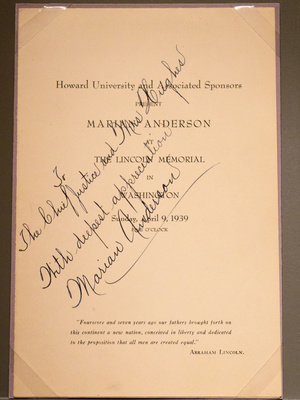 Howard University and Associated Sponsors
PRESENT
MARIAN ANDERSON
AT
THE LINCOLN MEMORIAL
IN
WASHINGTON
Sunday, April 9, 1939
O'CLOCK
To
The Chief Justice and Mrs Hughes
With deepest appreciation
Marian Anderson
"Fourscore and seven years ago our fathers brought forth on
this continent a new nation, conceived in liberty and dedicated
to the proposition that all men are created equal."
ABRAHAM LINCOLN.